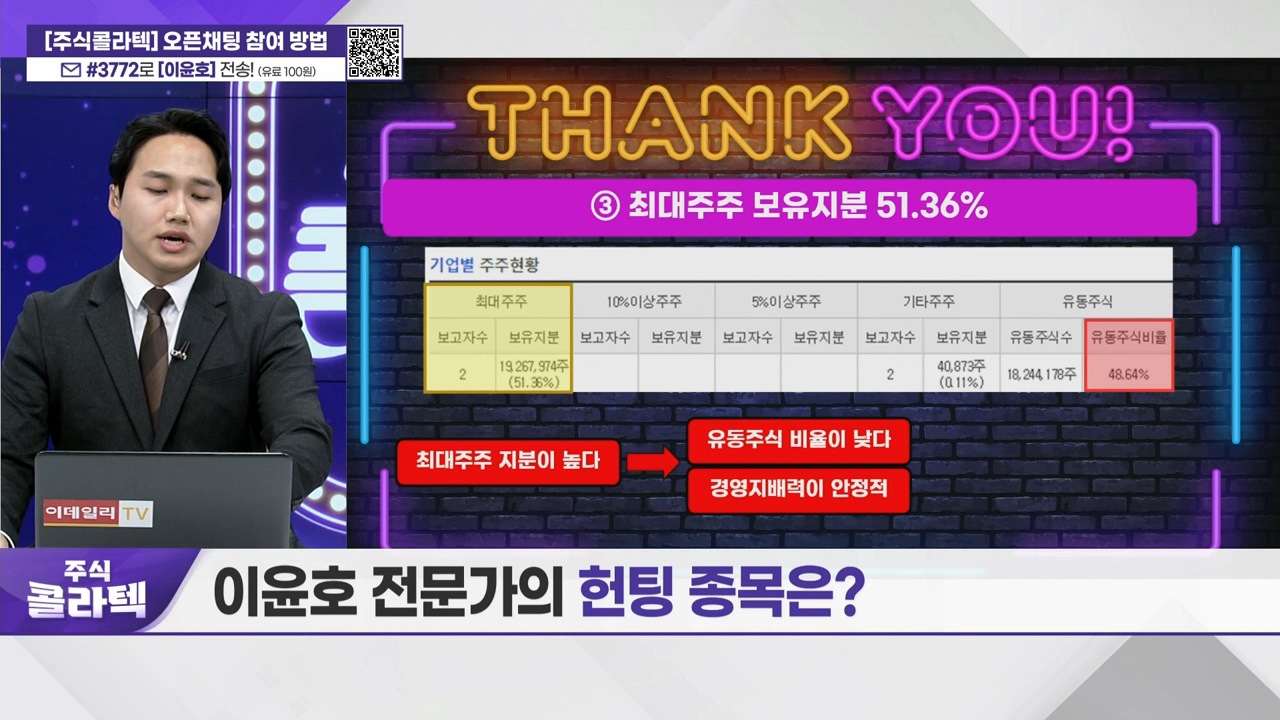 [주식콜라텍] 오픈채팅 참여 방법
#3772로 [이윤호] 전송! (유료 100원)
THANK YOU!
③ 최대주주 보유지분 51.36%
기업별 주주현황
최대주주 10%이상주주 5%이상주주 기타주주 유동주식
보고자수 보유지분 보고자수 보유지분 보고자수 보유지분 보고자수 보유지분 유동주식수 유동주식비율
2 19,267,974주 (51.36%) 2 40,873주 (0.11%) 18,244,178주 48.64%
최대주주 지분이 높다
유동주식 비율이 낮다
경영지배력이 안정적
이데일리 TV
주식
콜라텍
이윤호 전문가의 헌팅 종목은?